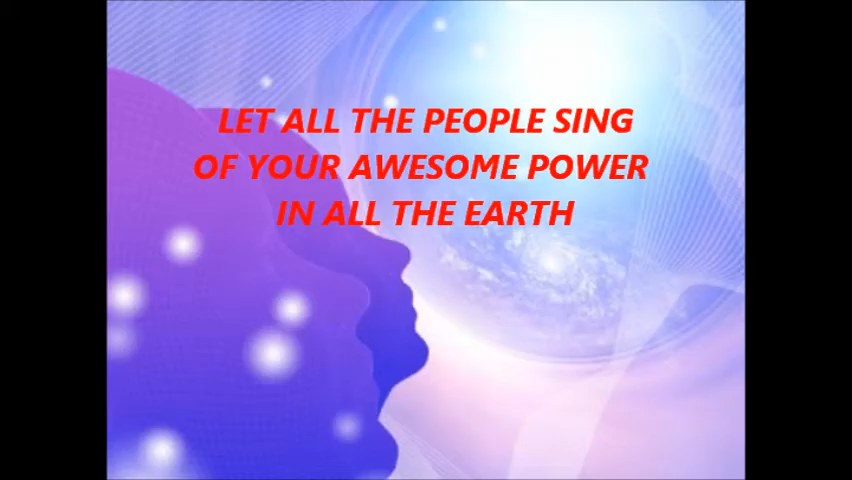 LET ALL THE PEOPLE SING
OF YOUR AWESOME POWER
IN ALL THE EARTH